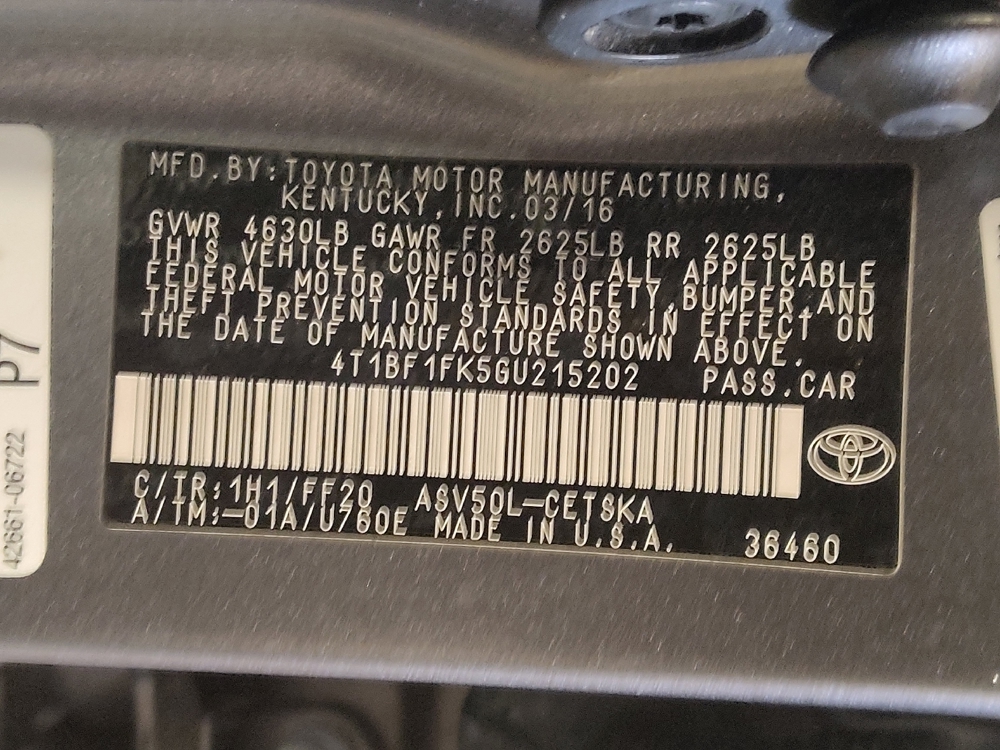 MFD.BY:TOYOTA MOTOR MANUFACTURING,
KENTUCKY,INC.03/16
GVWR 4630LB GAWR FR 2625LB RR 2625LB
THIS VEHICLE CONFORMS TO ALL APPLICABLE
FEDERAL MOTOR VEHICLE SAFETY,BUMPER,AND
THEFT PREVENTION STANDARDS IN EFFECT ON
THE DATE OF MANUFACTURE SHOWN ABOVE.
4T1BF1FK5GU215202 PASS.CAR
C/TR:1H1/FF20 ASV50L-CETSKA
A/TM:-01A/U760E MADE IN U.S.A. 36460
P7
42661-06722